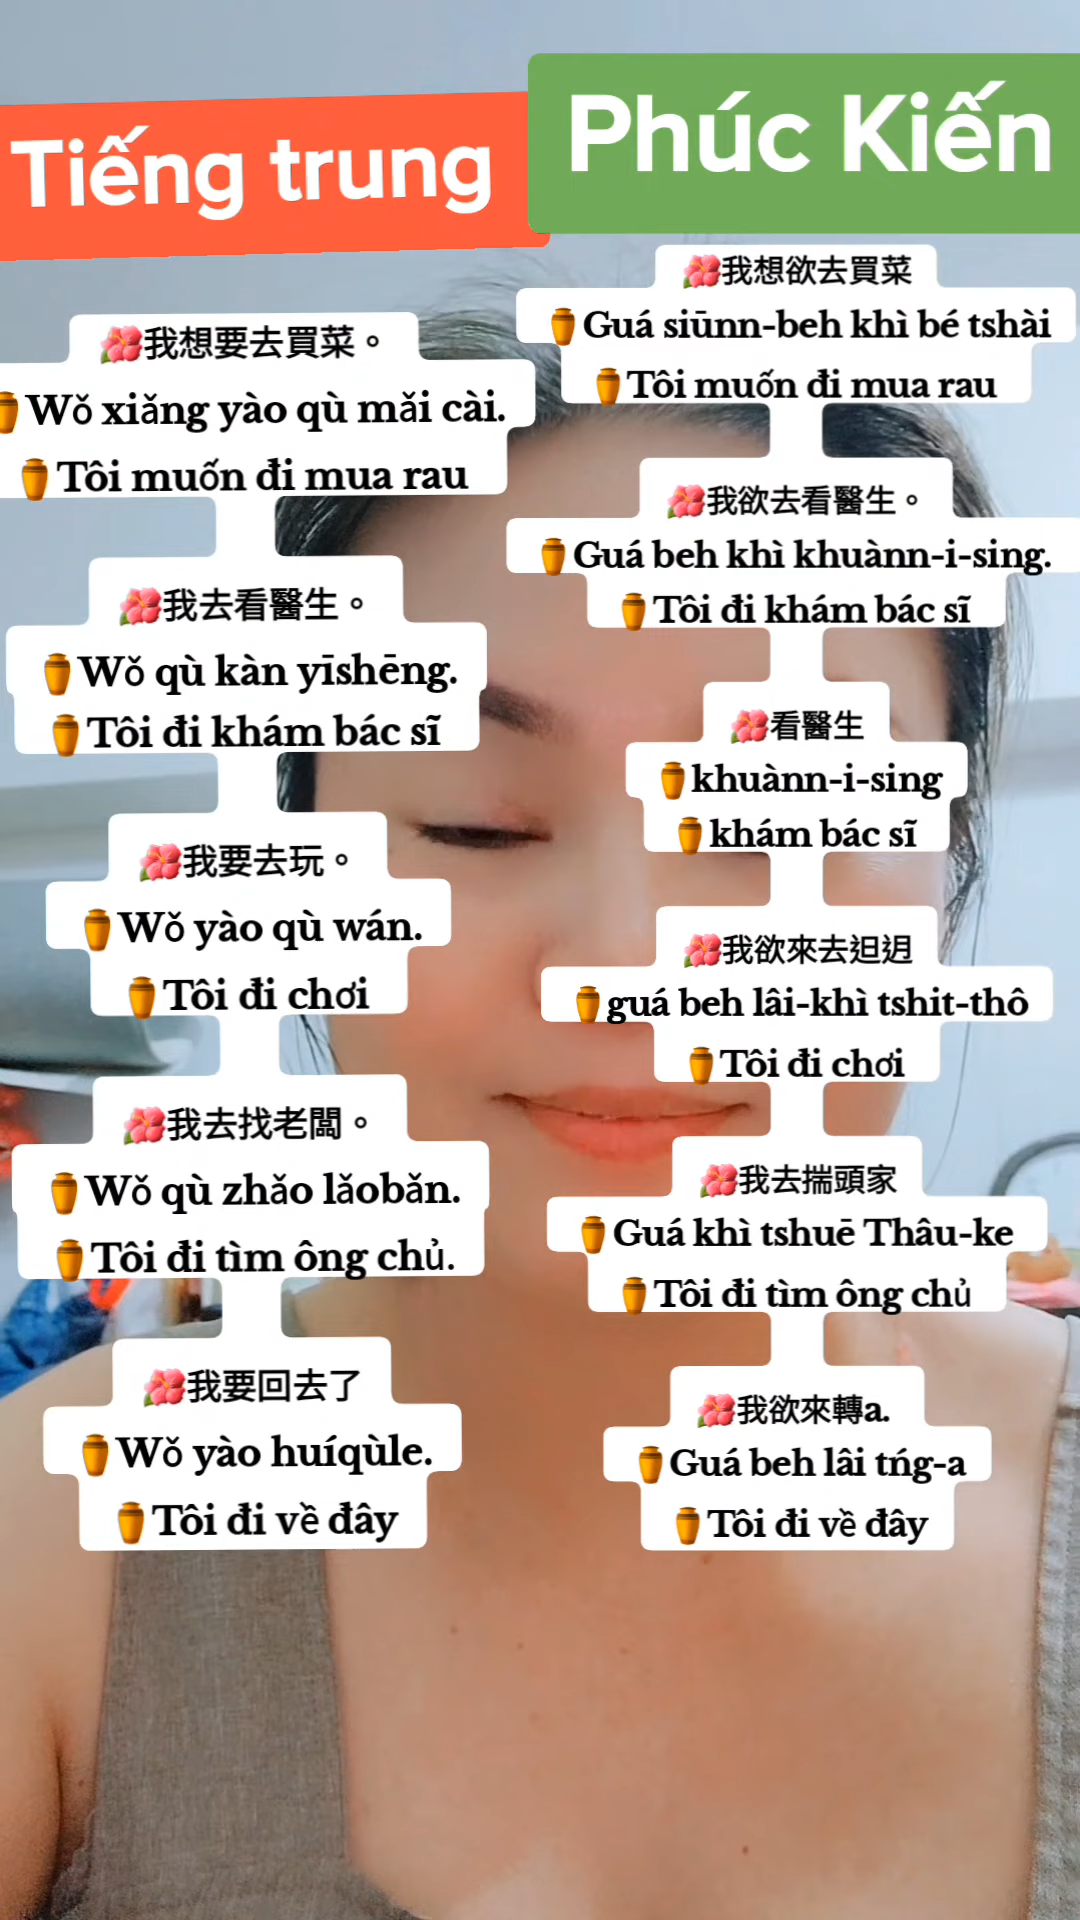 Tiếng trung
我想要去買菜。
Wǒ xiǎng yào qù mǎi cài.
Tôi muốn đi mua rau
我去看醫生。
Wǒ qù kàn yīshēng.
Tôi đi khám bác sĩ
我要去玩。
Wǒ yào qù wán.
Tôi đi chơi
我去找老闆。
Wǒ qù zhǎo lǎobǎn.
Tôi đi tìm ông chủ.
我要回去了
Wǒ yào huíqùle.
Tôi đi về đây
Phúc Kiến
我想欲去買菜
Guá siūnn-beh khì bé tshài
Tôi muốn đi mua rau
我欲去看醫生。
Guá beh khì khuànn-i-sing.
Tôi đi khám bác sĩ
看醫生
khuànn-i-sing
khám bác sĩ
我欲來去𨑨迌
guá beh lâi-khì tshit-thô
Tôi đi chơi
我去揣頭家
Guá khì tshuē Thâu-ke
Tôi đi tìm ông chủ
我欲來轉a.
Guá beh lâi tńg-a
Tôi đi về đây